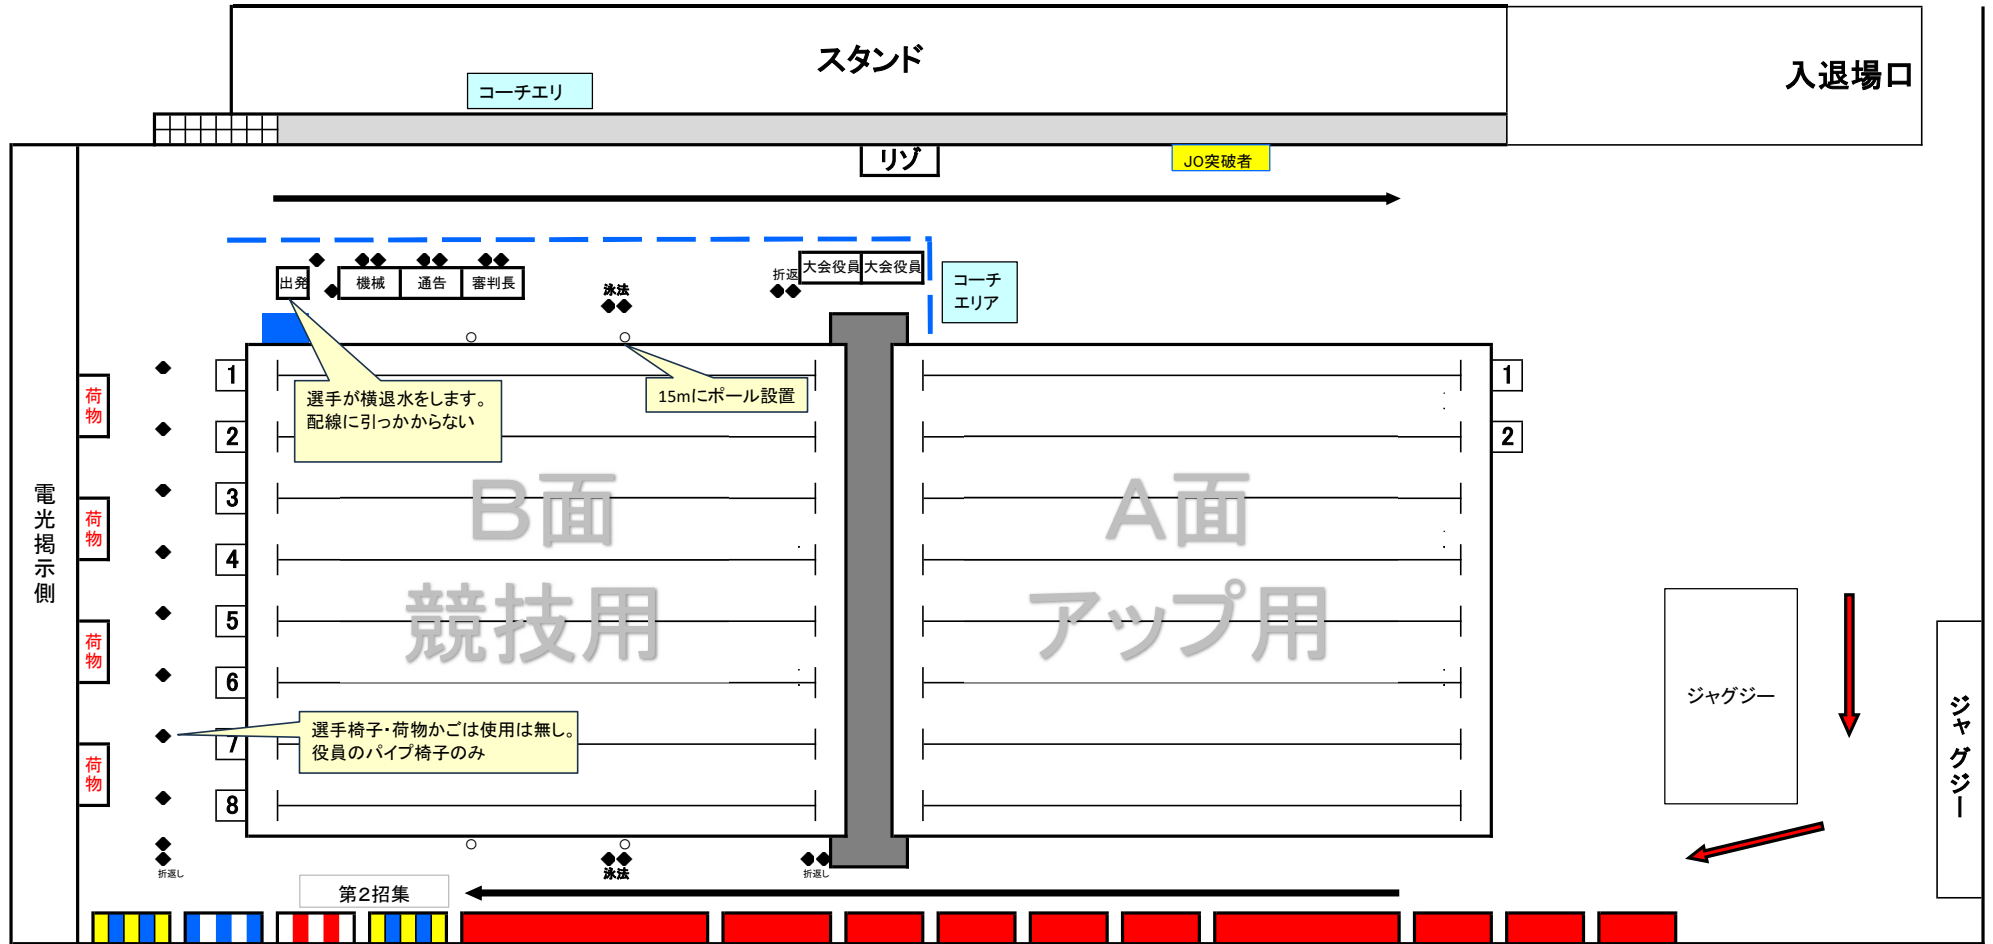 スタンド
入退場口
コーチエリ
リゾ
JO突破者
出発
機械
通告
審判長
泳法
折返
大会役員
大会役員
コーチ
エリア
選手が横退水をします。
配線に引っかからない
15mにポール設置
電光掲示側
荷物
荷物
荷物
荷物
1
2
3
4
5
6
7
8
1
2
B面
競技用
A面
アップ用
選手椅子・荷物かごは使用は無し。
役員のパイプ椅子のみ
ジャグジー
ジャグジー
折返し
泳法
折返し
第2招集